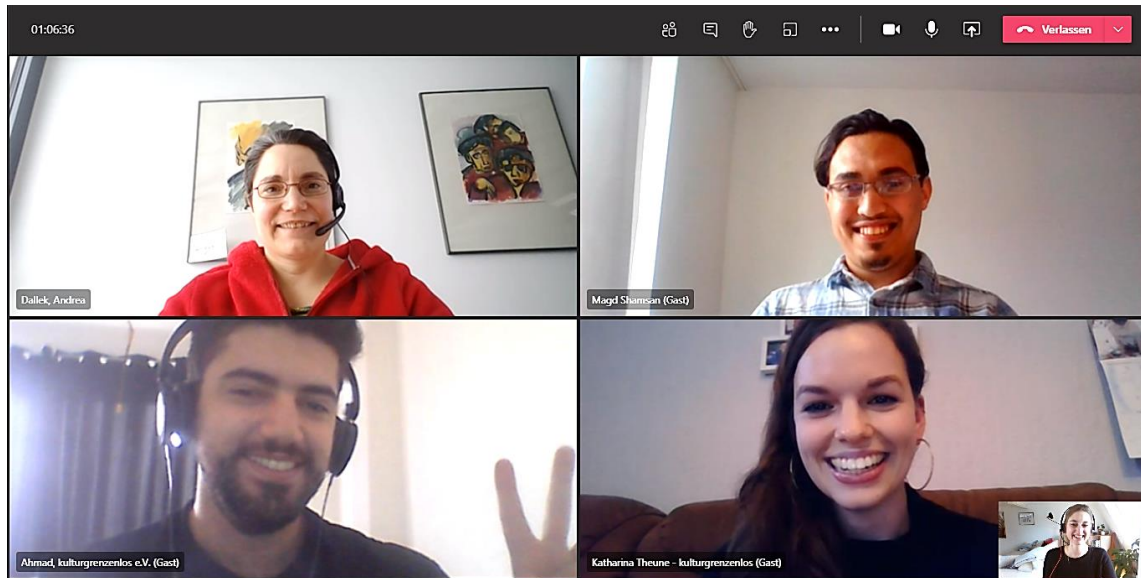 01:06:36
Verlassen
Dallek, Andrea
Magd Shamsan (Gast)
Ahmad, kulturgrenzenlos e.V. (Gast)
Katharina Theune - kulturgrenzenlos (Gast)